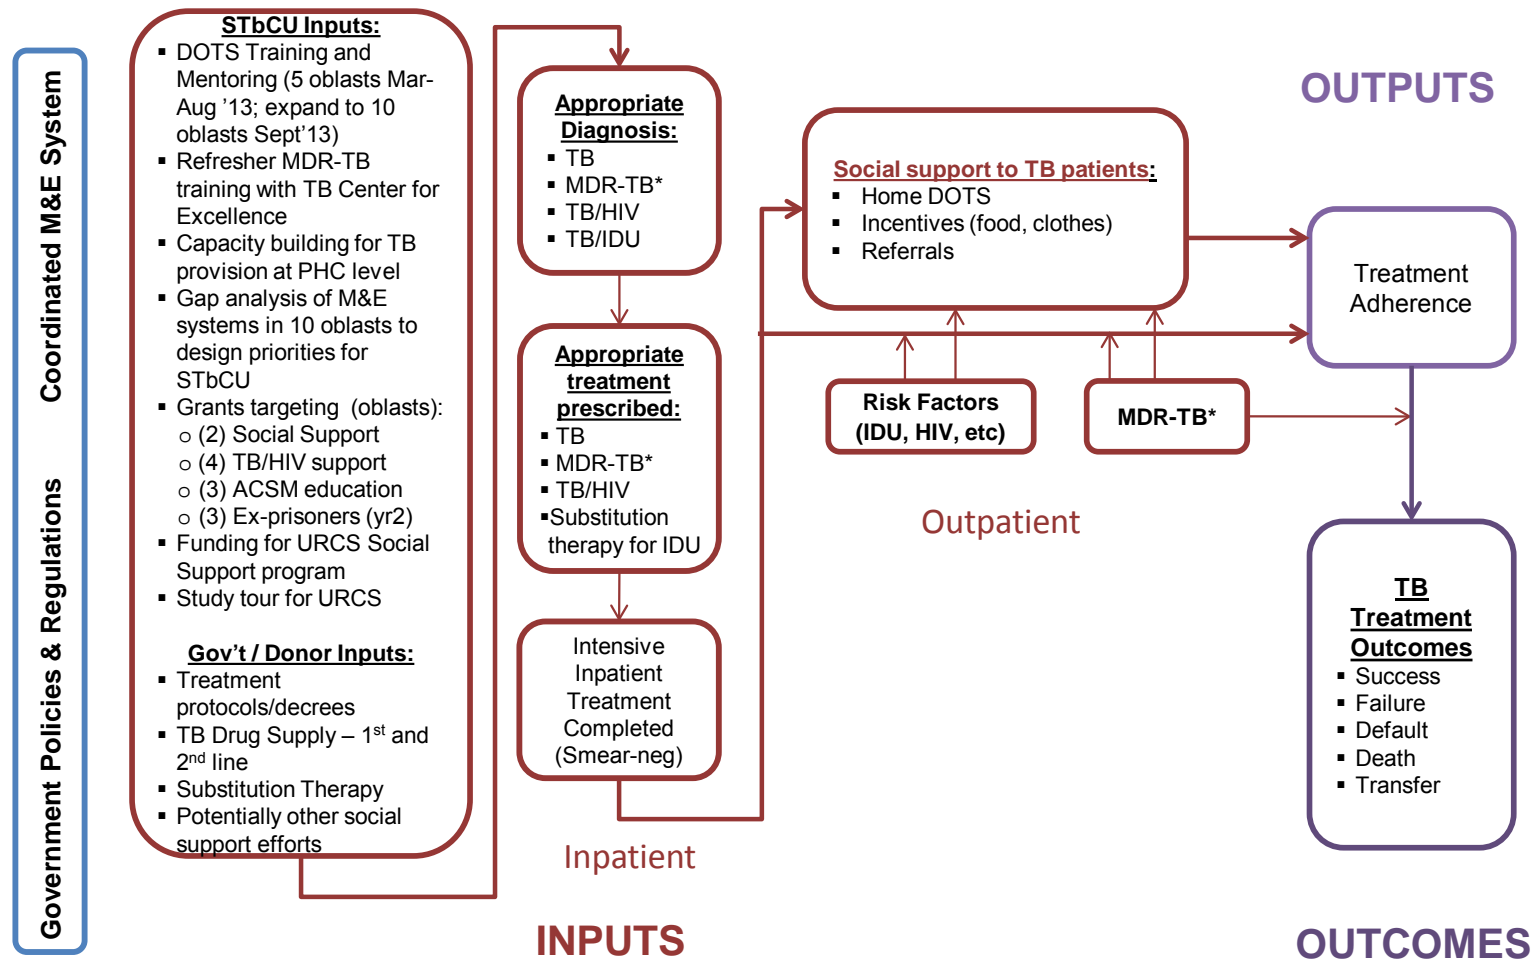 Coordinated M&E System
Government Policies & Regulations
STbCU Inputs:
▪ DOTS Training and
Mentoring (5 oblasts Mar-
Aug ’13; expand to 10
oblasts Sept’13)
▪ Refresher MDR-TB
training with TB Center for
Excellence
▪ Capacity building for TB
provision at PHC level
▪ Gap analysis of M&E
systems in 10 oblasts to
design priorities for
STbCU
▪ Grants targeting (oblasts):
o (2) Social Support
o (4) TB/HIV support
o (3) ACSM education
o (3) Ex-prisoners (yr2)
▪ Funding for URCS Social
Support program
▪ Study tour for URCS
Gov’t / Donor Inputs:
▪ Treatment
protocols/decrees
▪ TB Drug Supply – 1st and
2nd line
▪ Substitution Therapy
▪ Potentially other social
support efforts
Appropriate
Diagnosis:
▪ TB
▪ MDR-TB*
▪ TB/HIV
▪ TB/IDU
Appropriate
treatment
prescribed:
▪ TB
▪ MDR-TB*
▪ TB/HIV
▪Substitution
therapy for IDU
Intensive
Inpatient
Treatment
Completed
(Smear-neg)
Inpatient
INPUTS
Social support to TB patients:
▪ Home DOTS
▪ Incentives (food, clothes)
▪ Referrals
Risk Factors
(IDU, HIV, etc)
MDR-TB*
Outpatient
OUTPUTS
Treatment
Adherence
TB
Treatment
Outcomes
▪ Success
▪ Failure
▪ Default
▪ Death
▪ Transfer
OUTCOMES